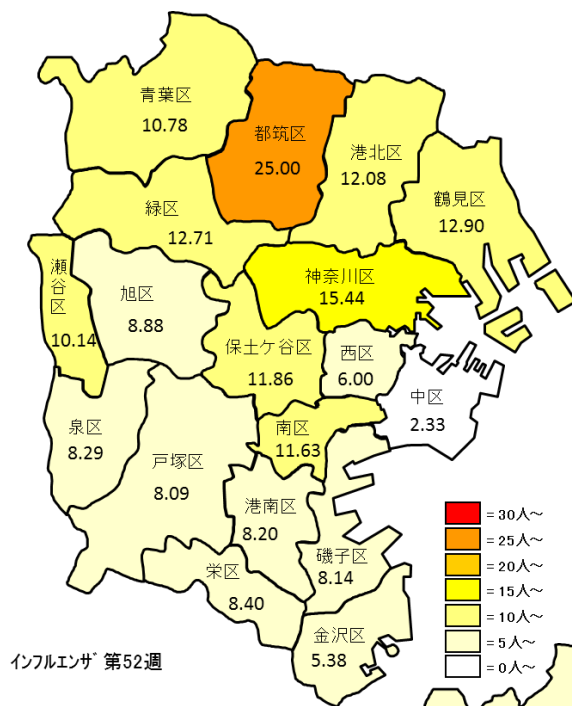 青葉区
10.78
都筑区
25.00
港北区
12.08
鶴見区
12.90
緑区
12.71
瀬谷区
10.14
旭区
8.88
神奈川区
15.44
保土ケ谷区
11.86
西区
6.00
中区
2.33
泉区
8.29
戸塚区
8.09
南区
11.63
港南区
8.20
磯子区
8.14
栄区
8.40
金沢区
5.38
=30人～
=25人～
=20人～
=15人～
=10人～
=5人～
=0人～
インフルエンザ 第52週